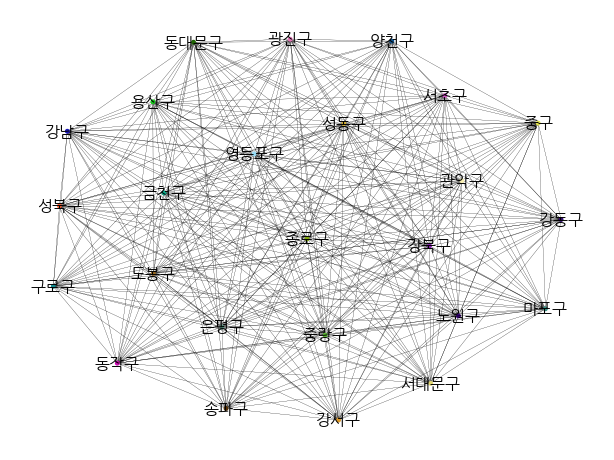 동대문구
광진구
양천구
용산구
서초구
강남구
성동구
중구
영등포구
관악구
금천구
성북구
강동구
종로구
강북구
도봉구
구로구
마포구
노원구
은평구
중랑구
동작구
서대문구
송파구
강서구